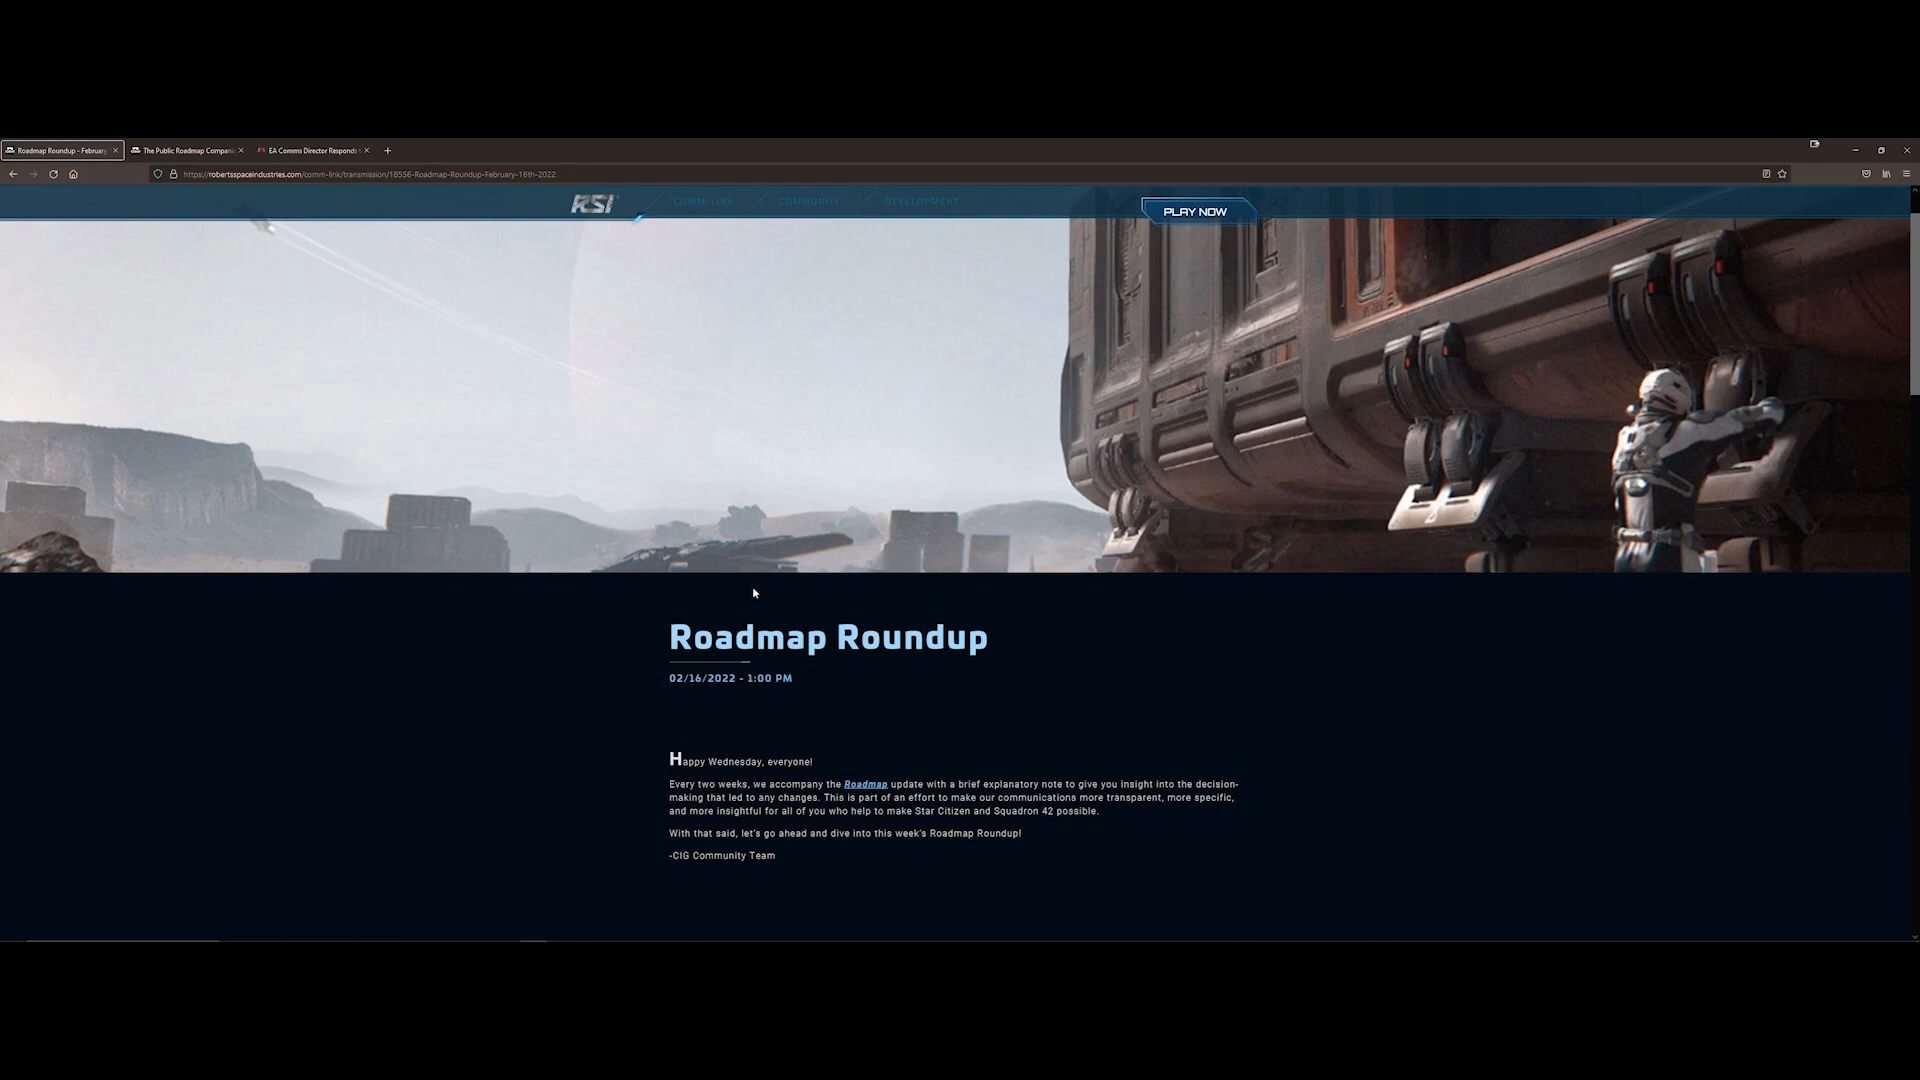 Roadmap Roundup - February
The Public Roadmap Compani
EA Comms Director Responds
https://robertsspaceindustries.com/comm-link/transmission/18556-Roadmap-Roundup-February-16th-2022
RSI
COMM-LINK
COMMUNITY
DEVELOPMENT
PLAY NOW
Roadmap Roundup
02/16/2022 - 1:00 PM
Happy Wednesday, everyone!
Every two weeks, we accompany the Roadmap update with a brief explanatory note to give you insight into the decision-
making that led to any changes. This is part of an effort to make our communications more transparent, more specific,
and more insightful for all of you who help to make Star Citizen and Squadron 42 possible.
With that said, let's go ahead and dive into this week's Roadmap Roundup!
-CIG Community Team